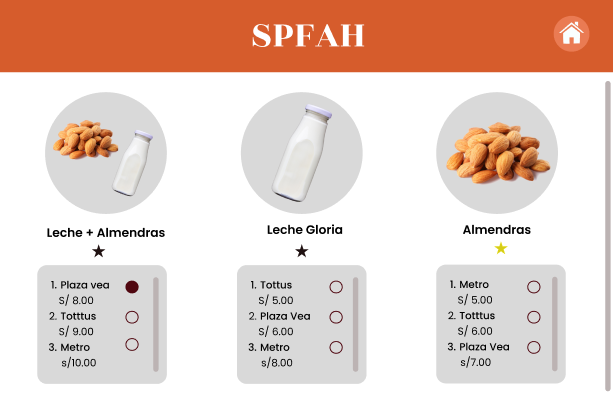 SPFAH
Leche + Almendras
1. Plaza vea
S/ 8.00
2. Totttus
S/ 9.00
3. Metro
s/10.00
Leche Gloria
1. Tottus
S/ 5.00
2. Plaza Vea
S/ 6.00
3. Metro
s/8.00
Almendras
1. Metro
S/ 5.00
2. Totttus
S/ 6.00
3. Plaza Vea
s/7.00